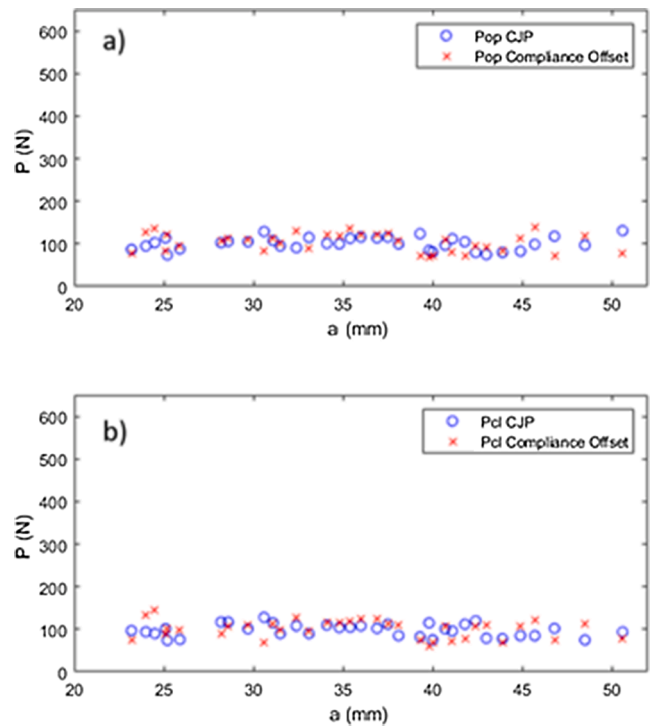 a)
Pop CJP
Pop Compliance Offset
600
500
400
300
200
100
0
P (N)
20 25 30 35 40 45 50
a (mm)
b)
Pcl CJP
Pcl Compliance Offset
600
500
400
300
200
100
0
P (N)
20 25 30 35 40 45 50
a (mm)